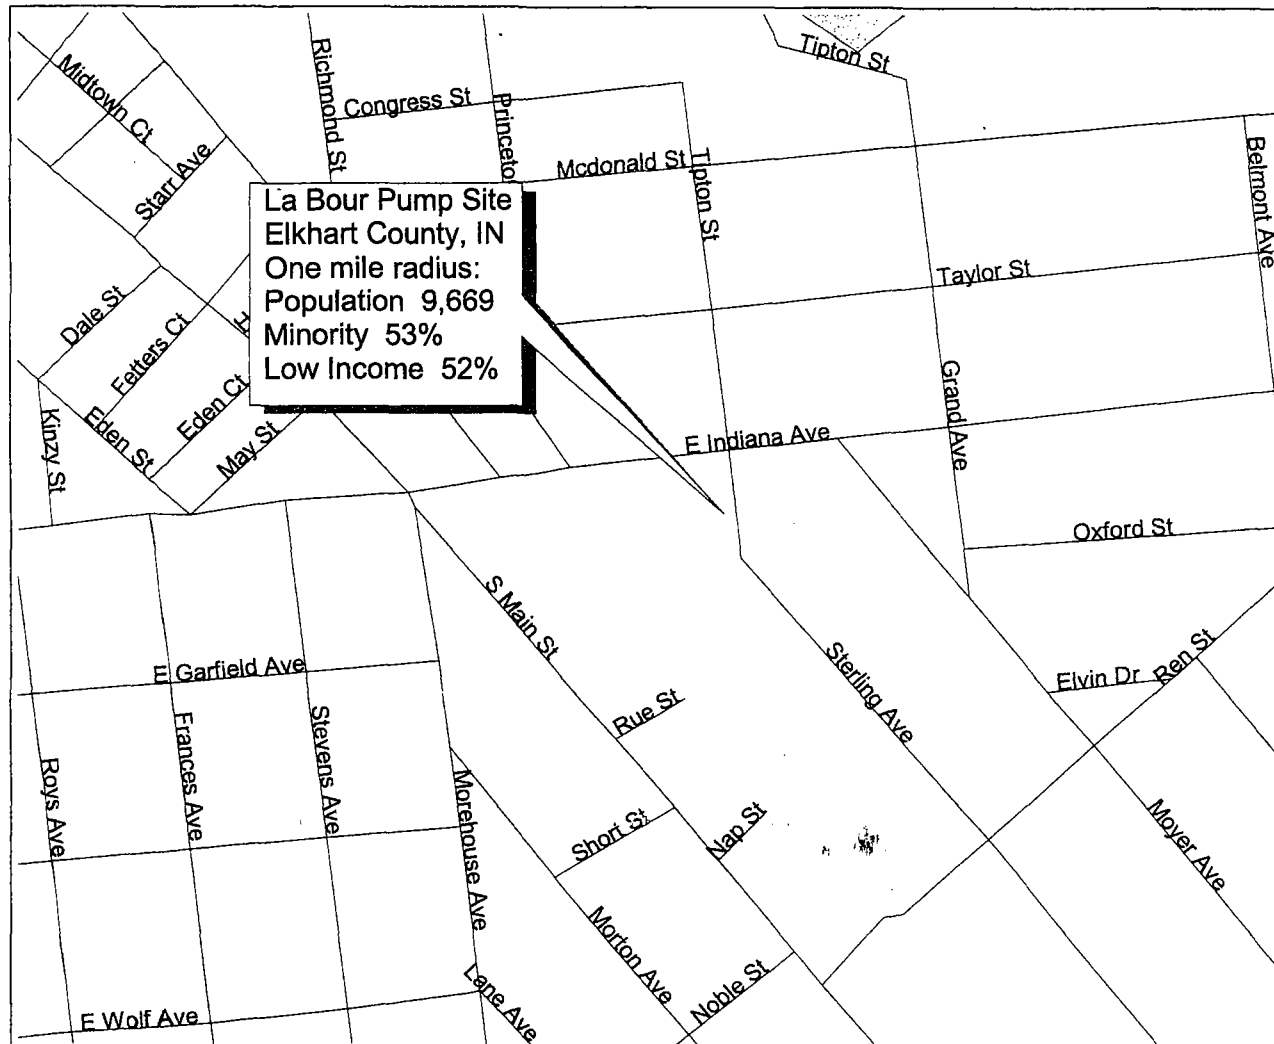 Tipton St
Richmond St
Midtown Ct
Congress St
Starr Ave
Mcdonald St
Tipton St
Belmont Ave
La Bour Pump Site
Elkhart County, IN
One mile radius:
Population 9,669
Minority 53%
Low Income 52%
Taylor St
Dale St
Fetters Ct
Eden Ct
Grand Ave
Kinzy St
Eden St
May St
E Indiana Ave
Oxford St
S Main St
E Garfield Ave
Sterling Ave
Elvin Dr
Ren St
Rue St
Frances Ave
Stevens Ave
Roys Ave
Morehouse Ave
Short St
Nap St
Moyer Ave
Morton Ave
Lane Ave
Noble St
E Wolf Ave